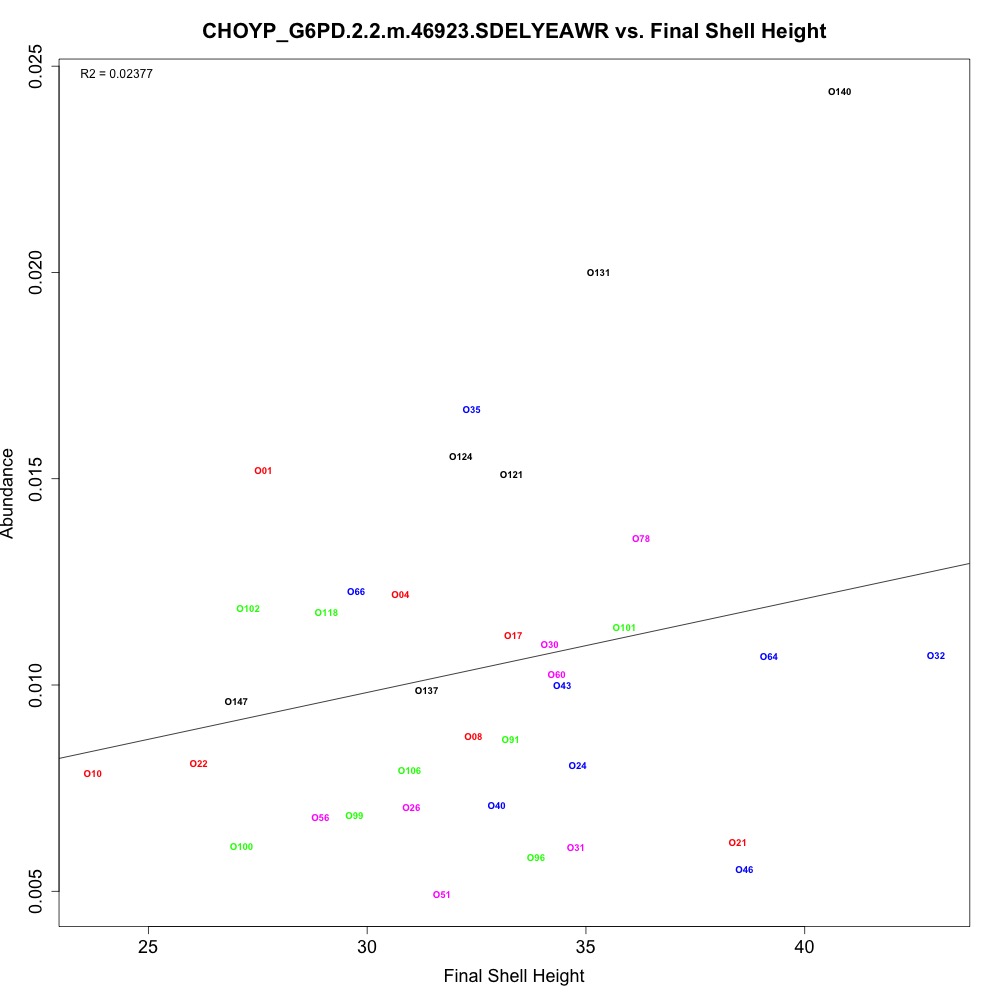 CHOYP_G6PD.2.2.m.46923.SDELYEAWR vs. Final Shell Height
R2 = 0.02377
0.025
O140
0.020
O131
O35
O124
O01
O121
0.015
O78
O66
O04
O102
O118
O101
O17
O30
O64
O32
O60
O43
0.010
O137
O147
O08
O91
O22
O24
O106
O10
O40
O26
O99
O56
O21
O100
O31
O96
O46
O51
0.005
Abundance
25 30 35 40
Final Shell Height